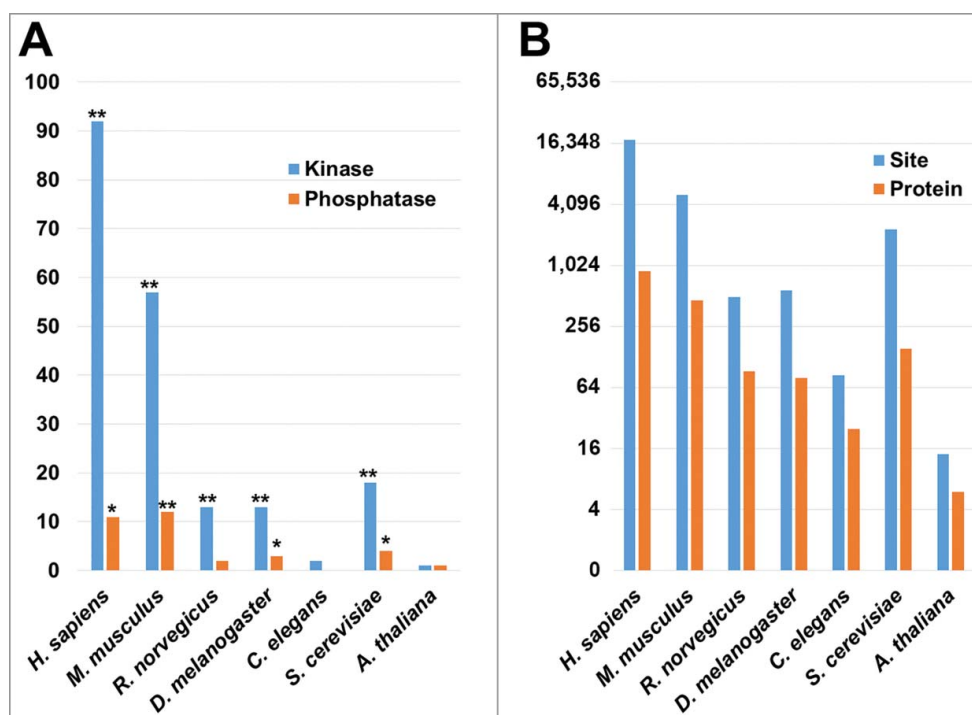 A
100
90
80
70
60
50
40
30
20
10
0
**
*
**
**
**
**
*
**
*
Kinase
Phosphatase
H. sapiens
M. musculus
R. norvegicus
D. melanogaster
C. elegans
S. cerevisiae
A. thaliana
B
65,536
16,348
4,096
1,024
256
64
16
4
0
Site
Protein
H. sapiens
M. musculus
R. norvegicus
D. melanogaster
C. elegans
S. cerevisiae
A. thaliana